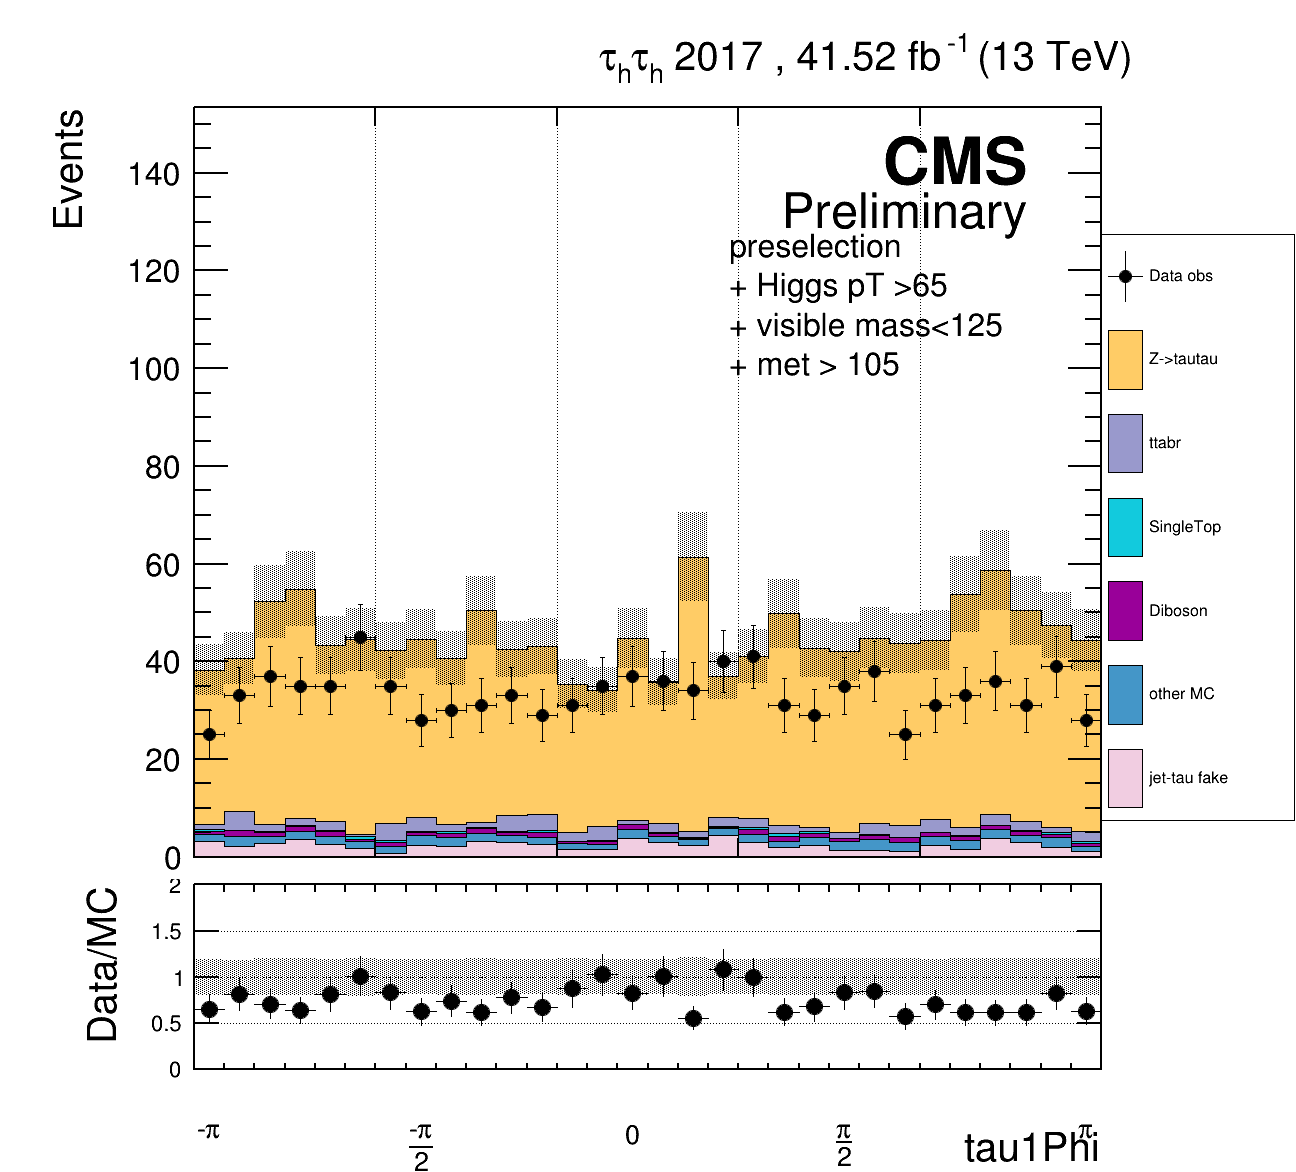 τhτh 2017 , 41.52 fb-1 (13 TeV)
Events
140
120
100
80
60
40
20
0
CMS
Preliminary
preselection
+ Higgs pT >65
+ visible mass<125
+ met > 105
Data obs
Z->tautau
ttabr
SingleTop
Diboson
other MC
jet-tau fake
Data/MC
2
1.5
1
0.5
0
-π
-π/2
0
π/2
π
tau1Phi